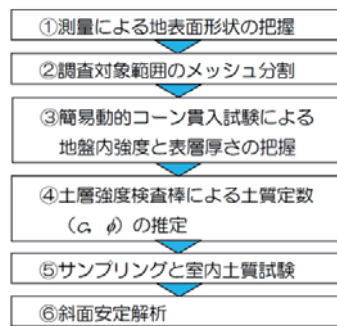 ①測量による地表面形状の把握
②調査対象範囲のメッシュ分割
③簡易動的コーン貫入試験による
地盤内強度と表層厚さの把握
④土層強度検査棒による土質定数
(c, φ) の推定
⑤サンプリングと室内土質試験
⑥斜面安定解析